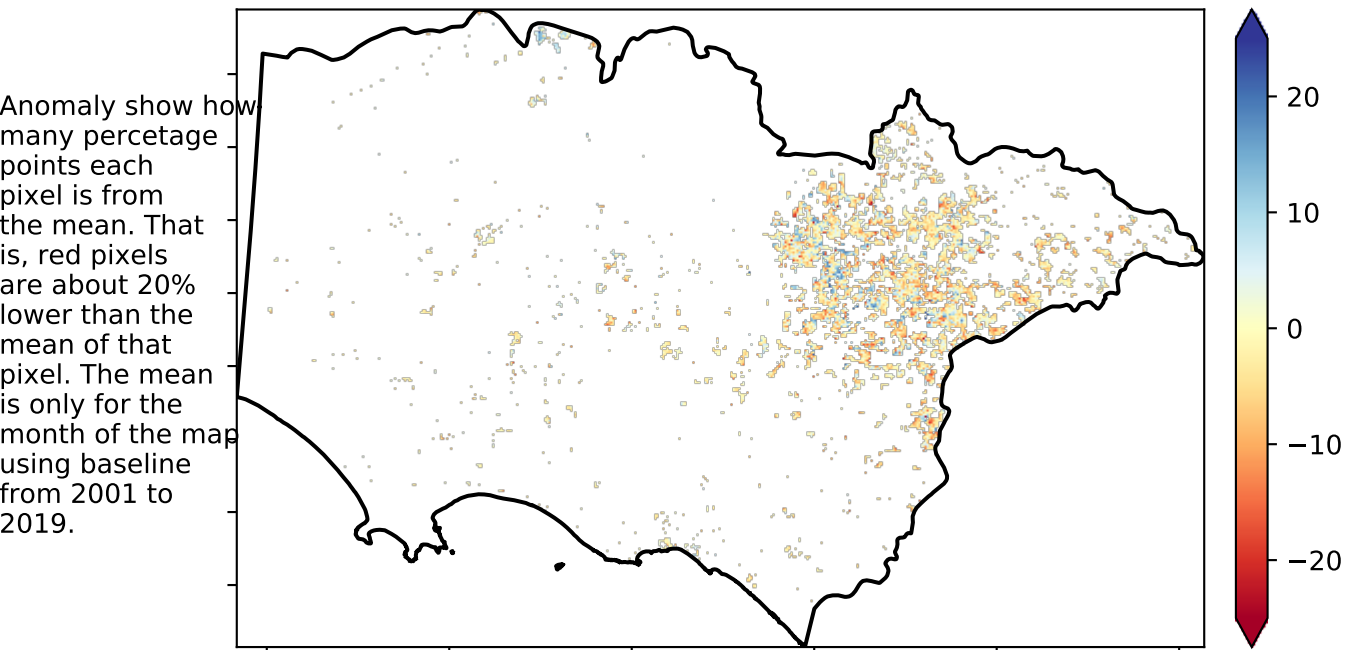 Anomaly show how
many percetage
points each
pixel is from
the mean. That
is, red pixels
are about 20%
lower than the
mean of that
pixel. The mean
is only for the
month of the map
using baseline
from 2001 to
2019.
20
10
0
−10
−20